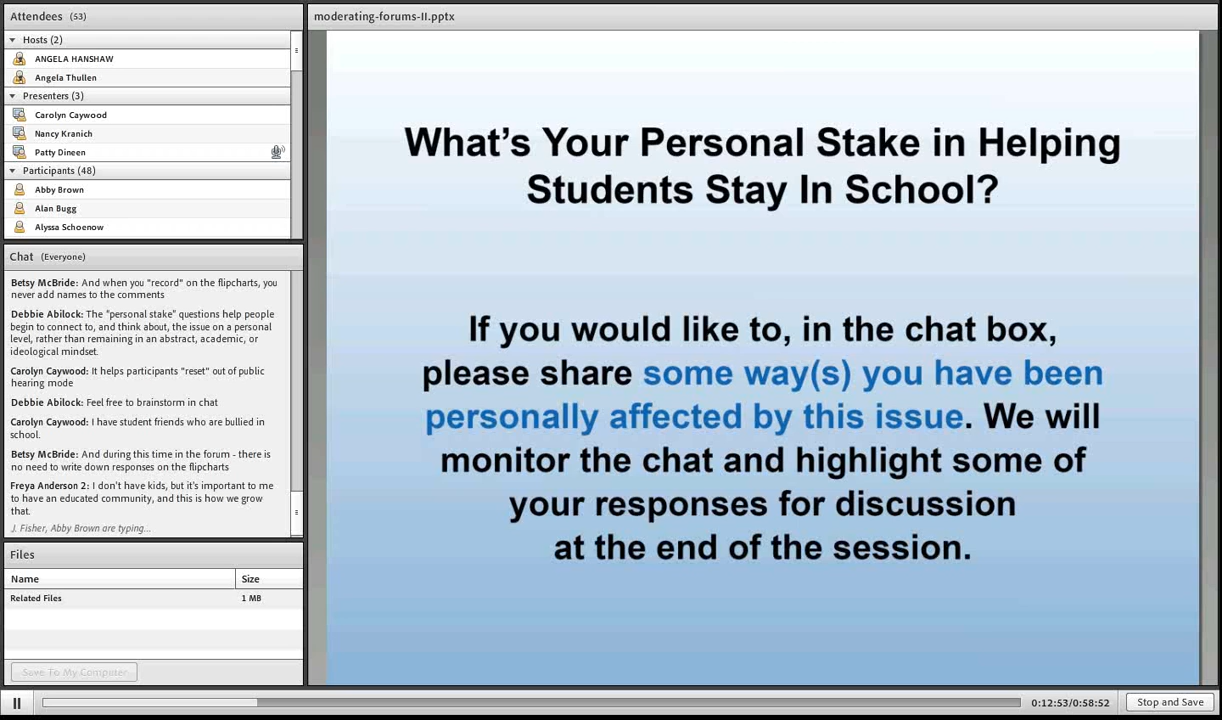 Attendees (53)
Hosts (2)
ANGELA HANSHAW
Angela Thullen
Presenters (3)
Carolyn Caywood
Nancy Kranich
Patty Dineen
Participants (48)
Abby Brown
Alan Bugg
Alyssa Schoenow
Chat (Everyone)
Betsy McBride: And when you "record" on the flipcharts, you
never add names to the comments
Debbie Abilock: The "personal stake" questions help people
begin to connect to, and think about, the issue on a personal
level, rather than remaining in an abstract, academic, or
ideological mindset.
Carolyn Caywood: It helps participants "reset" out of public
hearing mode
Debbie Abilock: Feel free to brainstorm in chat
Carolyn Caywood: I have student friends who are bullied in
school.
Betsy McBride: And during this time in the forum - there is
no need to write down responses on the flipcharts
Freya Anderson 2: I don't have kids, but it's important to me
to have an educated community, and this is how we grow
that.
J. Fisher, Abby Brown are typing...
Files
Name Size
Related Files 1 MB
Save To My Computer
moderating-forums-II.pptx
What's Your Personal Stake in Helping
Students Stay In School?
If you would like to, in the chat box,
please share some way(s) you have been
personally affected by this issue. We will
monitor the chat and highlight some of
your responses for discussion
at the end of the session.
0:12:53/0:58:52
Stop and Save